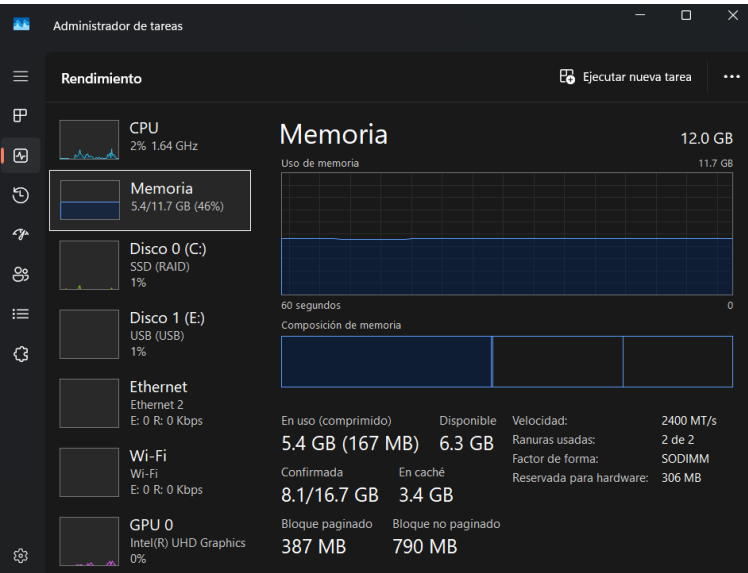 Administrador de tareas
Rendimiento
Ejecutar nueva tarea
CPU
2% 1.64 GHz
Memoria
5.4/11.7 GB (46%)
Disco 0 (C:)
SSD (RAID)
1%
Disco 1 (E:)
USB (USB)
1%
Ethernet
Ethernet 2
E: 0 R: 0 Kbps
Wi-Fi
Wi-Fi
E: 0 R: 0 Kbps
GPU 0
Intel(R) UHD Graphics
0%
Memoria 12.0 GB
Uso de memoria 11.7 GB
60 segundos 0
Composición de memoria
En uso (comprimido) Disponible
5.4 GB (167 MB) 6.3 GB
Confirmada En caché
8.1/16.7 GB 3.4 GB
Bloque paginado Bloque no paginado
387 MB 790 MB
Velocidad: 2400 MT/s
Ranuras usadas: 2 de 2
Factor de forma: SODIMM
Reservada para hardware: 306 MB